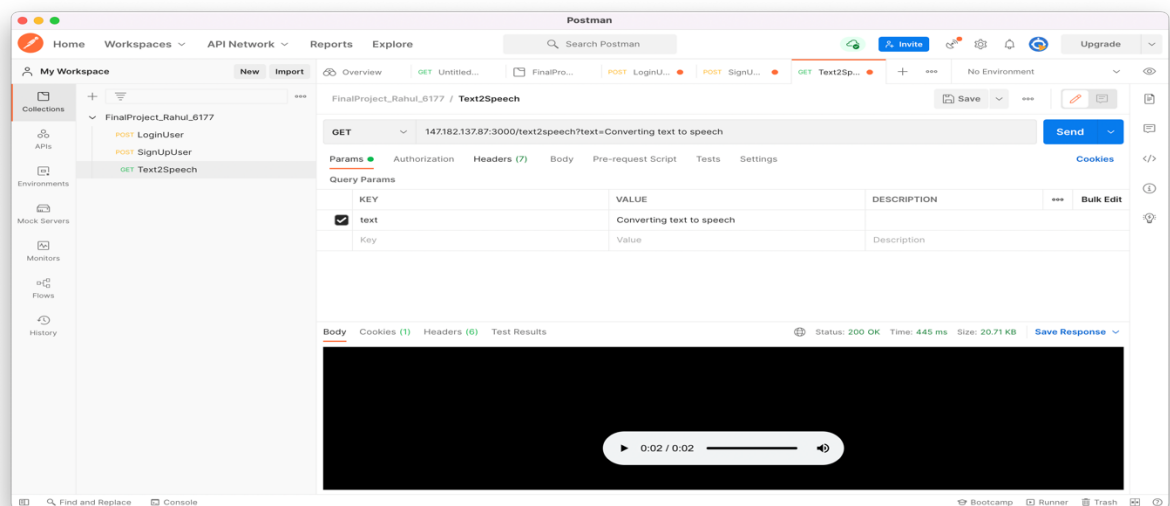 Postman
Home Workspaces API Network Reports Explore Search Postman Invite Upgrade
My Workspace New Import Overview GET Untitled... FinalPro... POST LoginU... POST SignU... GET Text2Sp... + ooo No Environment
Collections
APIs
Environments
Mock Servers
Monitors
Flows
History
+ ooo
FinalProject_Rahul_6177
POST LoginUser
POST SignUpUser
GET Text2Speech
FinalProject_Rahul_6177 / Text2Speech Save ooo
GET 147.182.137.87:3000/text2speech?text=Converting text to speech Send
Params Authorization Headers (7) Body Pre-request Script Tests Settings Cookies
Query Params
KEY VALUE DESCRIPTION ooo Bulk Edit
text Converting text to speech
Key Value Description
Body Cookies (1) Headers (6) Test Results Status: 200 OK Time: 445 ms Size: 20.71 KB Save Response
0:02 / 0:02
Find and Replace Console Bootcamp Runner Trash